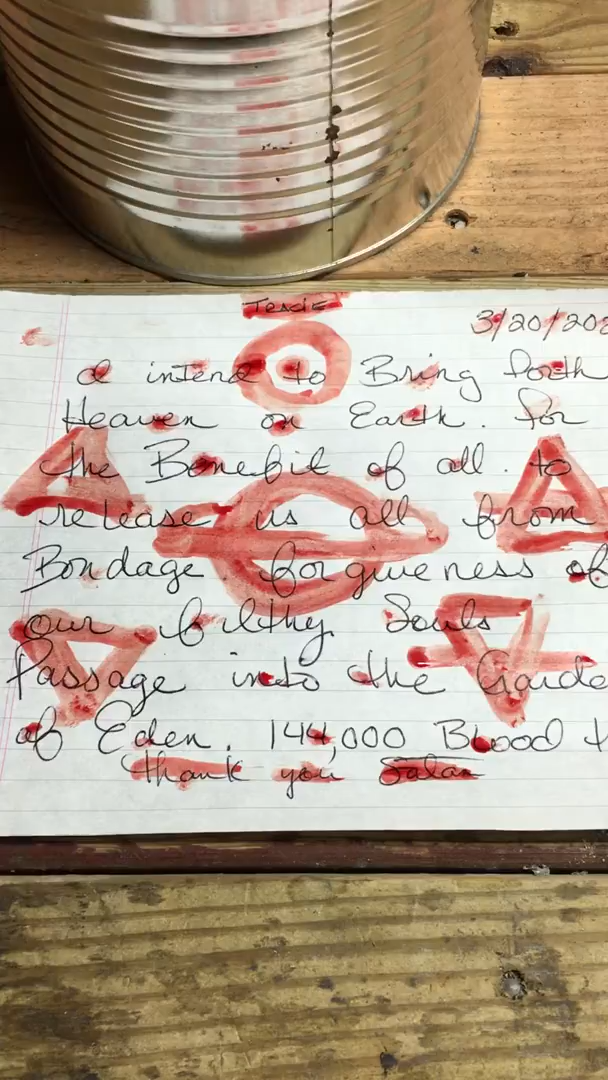 3/20/202
I intend to Bring forth
Heaven on Earth. for
the Benefit of all. to
release us all from
Bondage. forgiveness of
our filthy Souls
Passage into the Garde
of Eden. 144,000 Blood
thank you Satan